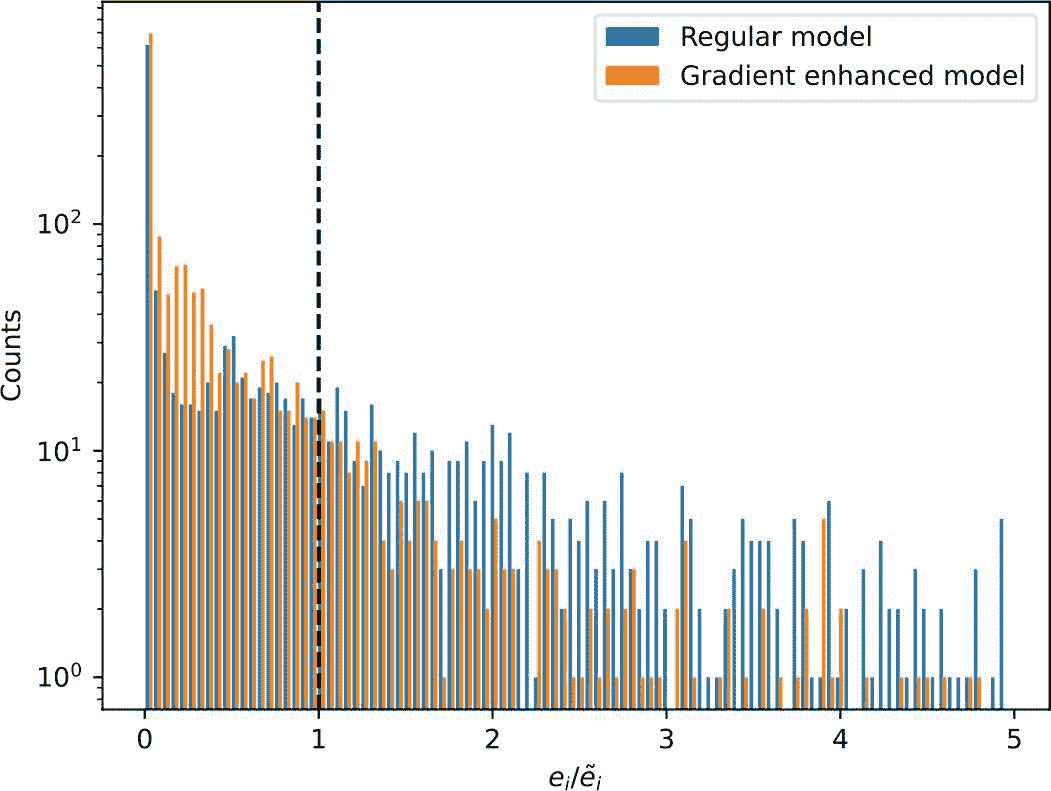 Regular model
Gradient enhanced model
Counts
10²
10¹
10⁰
0 1 2 3 4 5
eᵢ/ẽᵢ